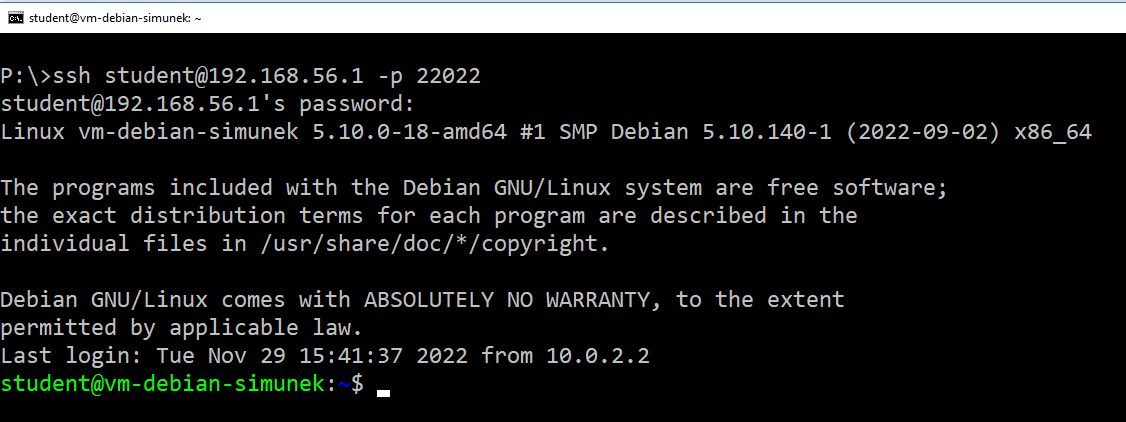 student@vm-debian-simunek: ~
P:\>ssh student@192.168.56.1 -p 22022
student@192.168.56.1's password:
Linux vm-debian-simunek 5.10.0-18-amd64 #1 SMP Debian 5.10.140-1 (2022-09-02) x86_64
The programs included with the Debian GNU/Linux system are free software;
the exact distribution terms for each program are described in the
individual files in /usr/share/doc/*/copyright.
Debian GNU/Linux comes with ABSOLUTELY NO WARRANTY, to the extent
permitted by applicable law.
Last login: Tue Nov 29 15:41:37 2022 from 10.0.2.2
student@vm-debian-simunek:~$